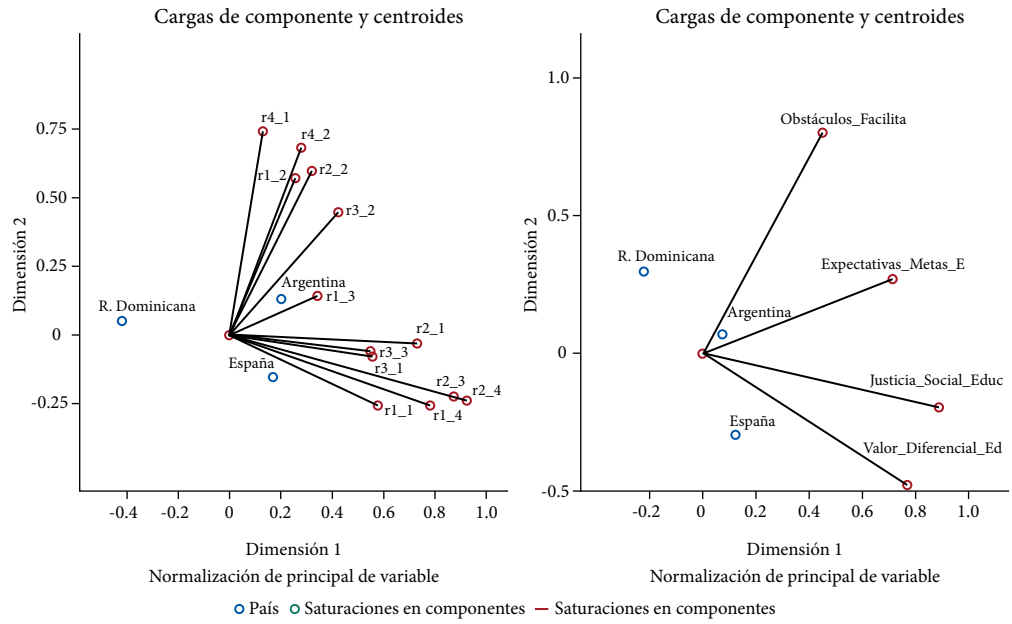 Cargas de componente y centroides
Dimensión 2
0.75
0.50
0.25
0
-0.25
-0.4
-0.2
0
0.2
0.4
0.6
0.8
1.0
r4_1
r4_2
r1_2
r2_2
r3_2
Argentina
r1_3
R. Dominicana
r2_1
r3_3
r3_1
España
r2_3
r2_4
r1_1
r1_4
Dimensión 1
Normalización de principal de variable
Cargas de componente y centroides
Dimensión 2
1.0
0.5
0
-0.5
-0.2
0
0.2
0.4
0.6
0.8
1.0
Obstáculos_Facilita
R. Dominicana
Expectativas_Metas_E
Argentina
Justicia_Social_Educ
España
Valor_Diferencial_Ed
Dimensión 1
Normalización de principal de variable
País Saturaciones en componentes Saturaciones en componentes